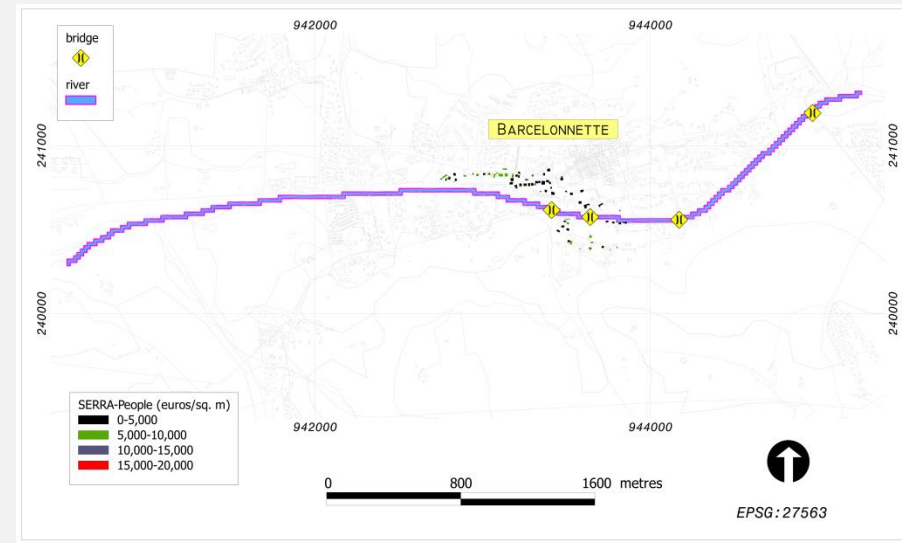 942000 944000
bridge
river
241000 241000
BARCELONNETTE
240000 240000
SERRA-People (euros/sq. m)
0-5,000
5,000-10,000
10,000-15,000
15,000-20,000
942000 944000
0 800 1600 metres
EPSG:27563